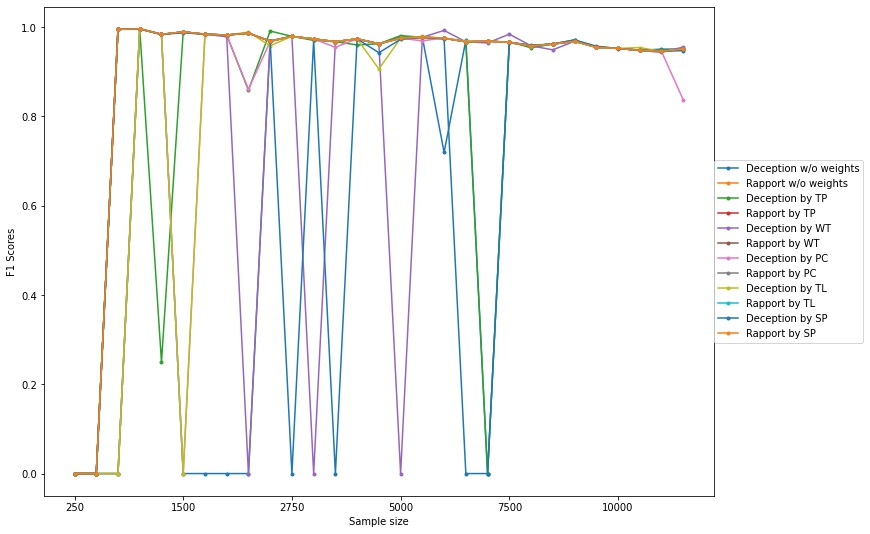 1.0
0.8
0.6
0.4
0.2
0.0
F1 Scores
250
1500
2750
5000
7500
10000
Sample size
Deception w/o weights
Rapport w/o weights
Deception by TP
Rapport by TP
Deception by WT
Rapport by WT
Deception by PC
Rapport by PC
Deception by TL
Rapport by TL
Deception by SP
Rapport by SP